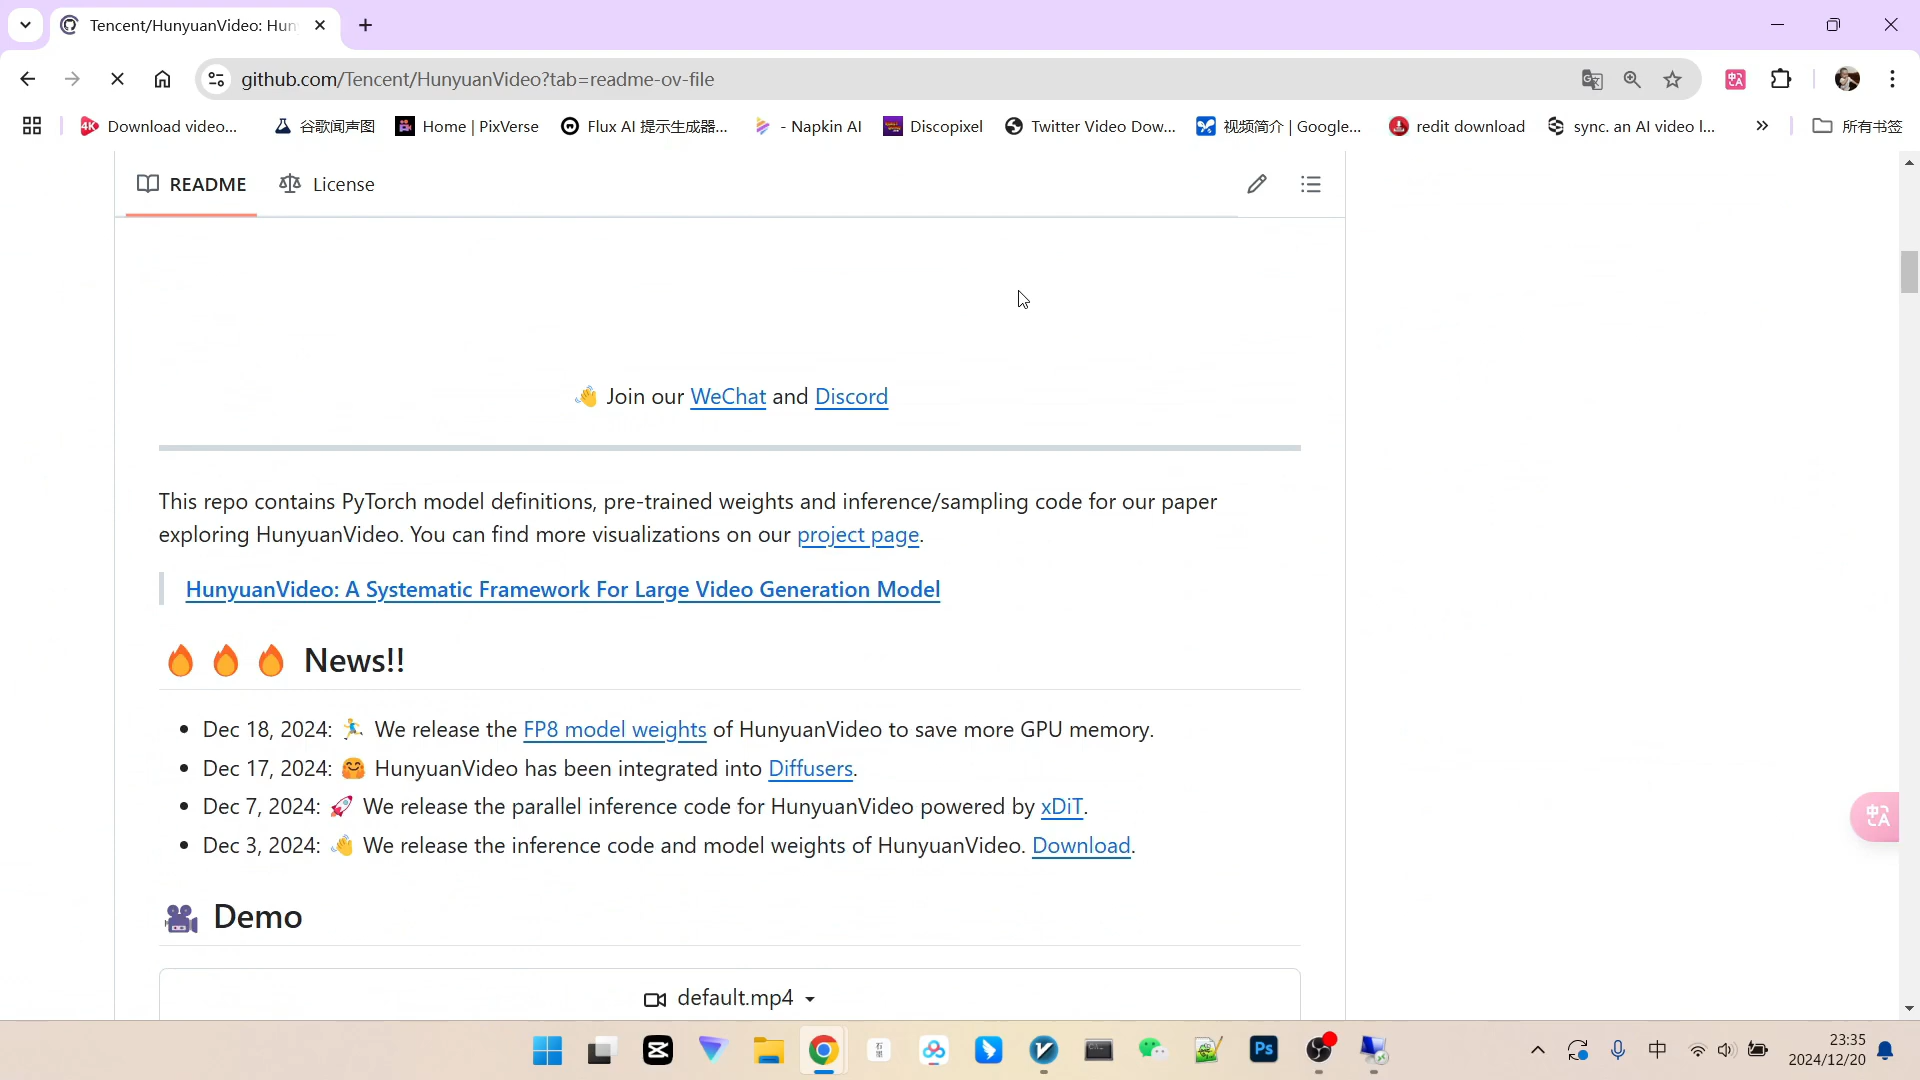 Tencent/HunyuanVideo: Hun
github.com/Tencent/HunyuanVideo?tab=readme-ov-file
Download video... 谷歌闻声图 Home | PixVerse Flux AI 提示生成器... - Napkin AI Discopixel Twitter Video Dow... 视频简介 | Google... redit download sync. an AI video l... » 所有书签
README License
👋 Join our WeChat and Discord
This repo contains PyTorch model definitions, pre-trained weights and inference/sampling code for our paper
exploring HunyuanVideo. You can find more visualizations on our project page.
HunyuanVideo: A Systematic Framework For Large Video Generation Model
🔥 🔥 🔥 News!!
• Dec 18, 2024: 🏃‍♂️ We release the FP8 model weights of HunyuanVideo to save more GPU memory.
• Dec 17, 2024: 🤗 HunyuanVideo has been integrated into Diffusers.
• Dec 7, 2024: 🚀 We release the parallel inference code for HunyuanVideo powered by xDiT.
• Dec 3, 2024: 👋 We release the inference code and model weights of HunyuanVideo. Download.
🎥 Demo
default.mp4
Ps
中
23:35
2024/12/20